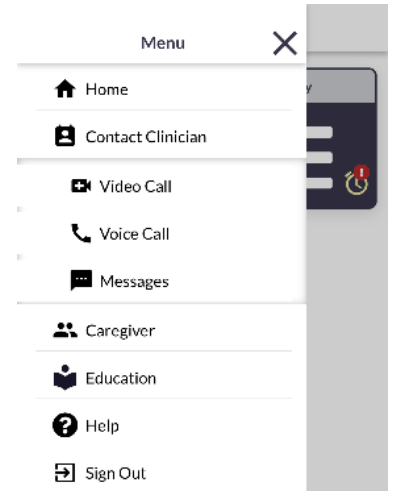 Menu
Home
Contact Clinician
Video Call
Voice Call
Messages
Caregiver
Education
Help
Sign Out